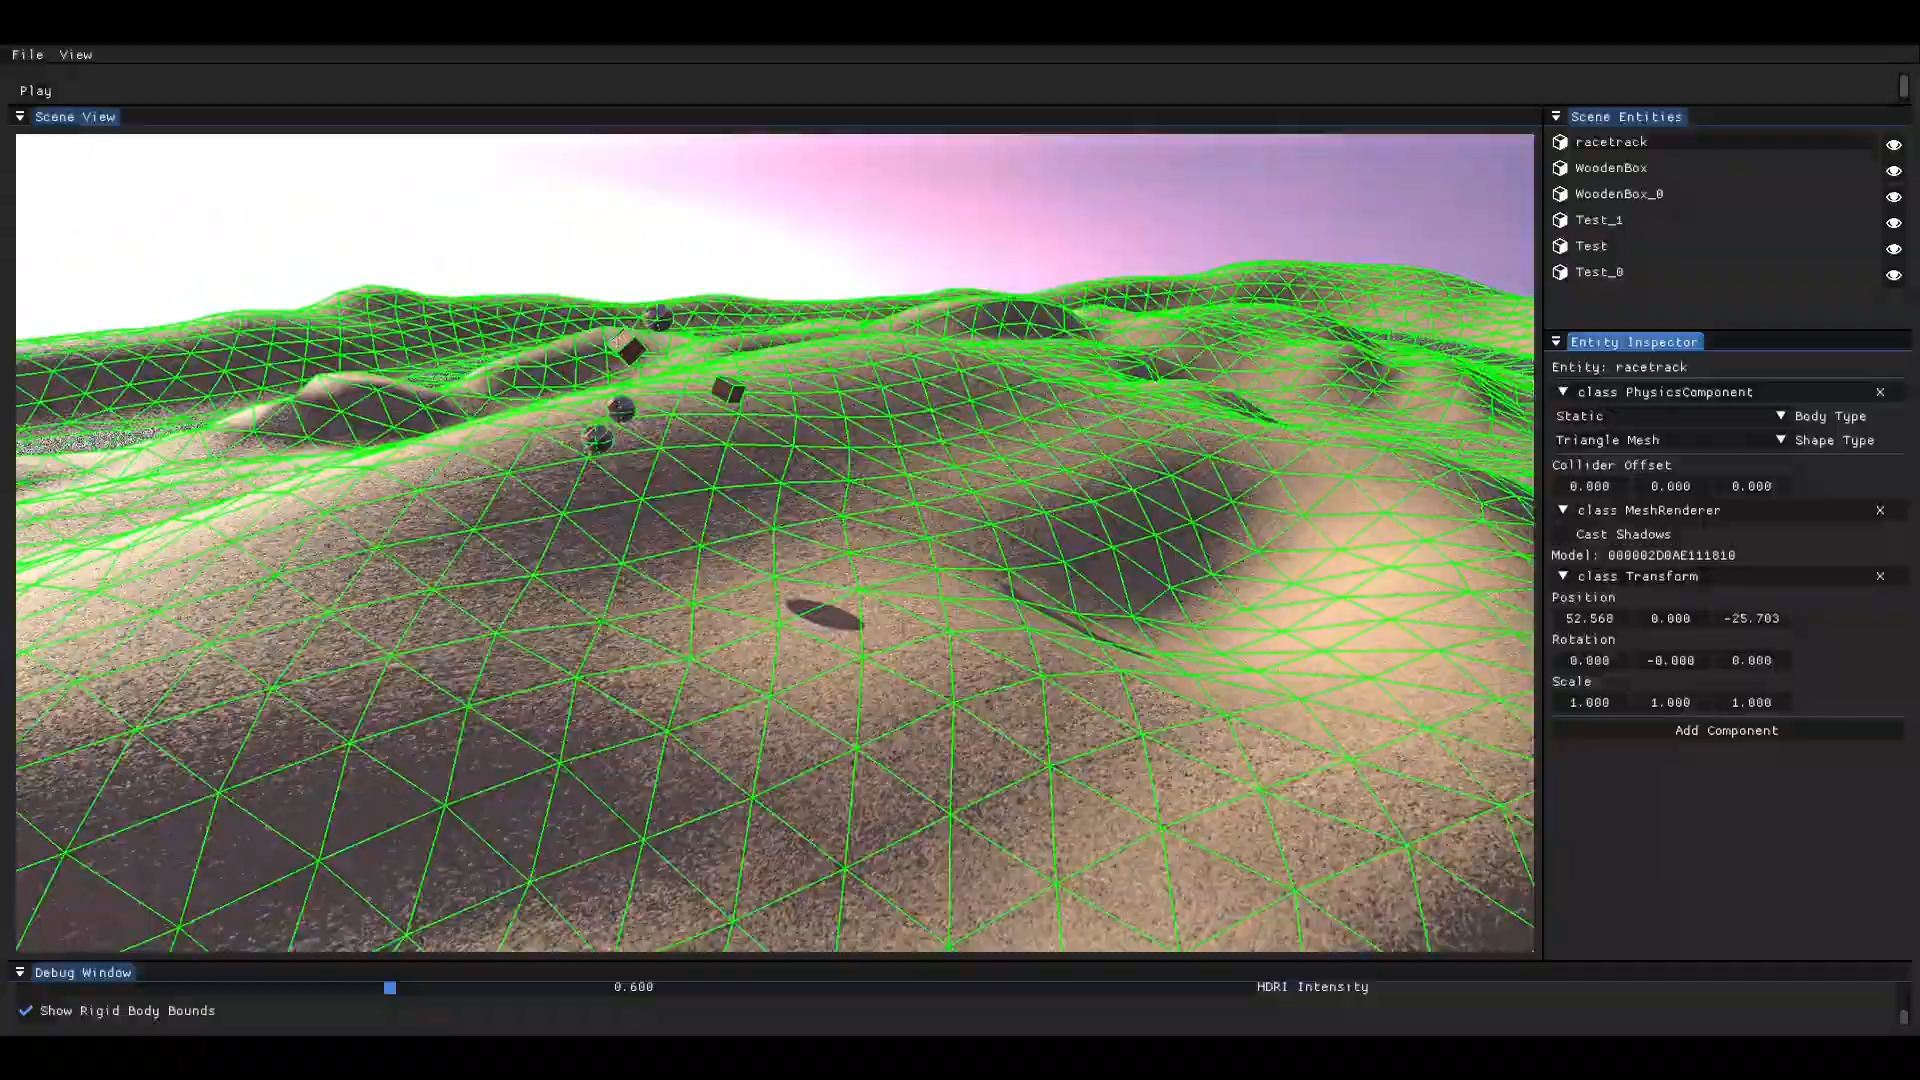 File View
Play
Scene View
Scene Entities
racetrack
WoodenBox
WoodenBox_0
Test_1
Test
Test_0
Entity Inspector
Entity: racetrack
class PhysicsComponent x
Static Body Type
Triangle Mesh Shape Type
Collider Offset
0.000 0.000 0.000
class MeshRenderer x
Cast Shadows
Model: 000002D0AE111810
class Transform x
Position
52.568 0.000 -25.703
Rotation
0.000 -0.000 0.000
Scale
1.000 1.000 1.000
Add Component
Debug Window
0.600 HDRI Intensity
Show Rigid Body Bounds